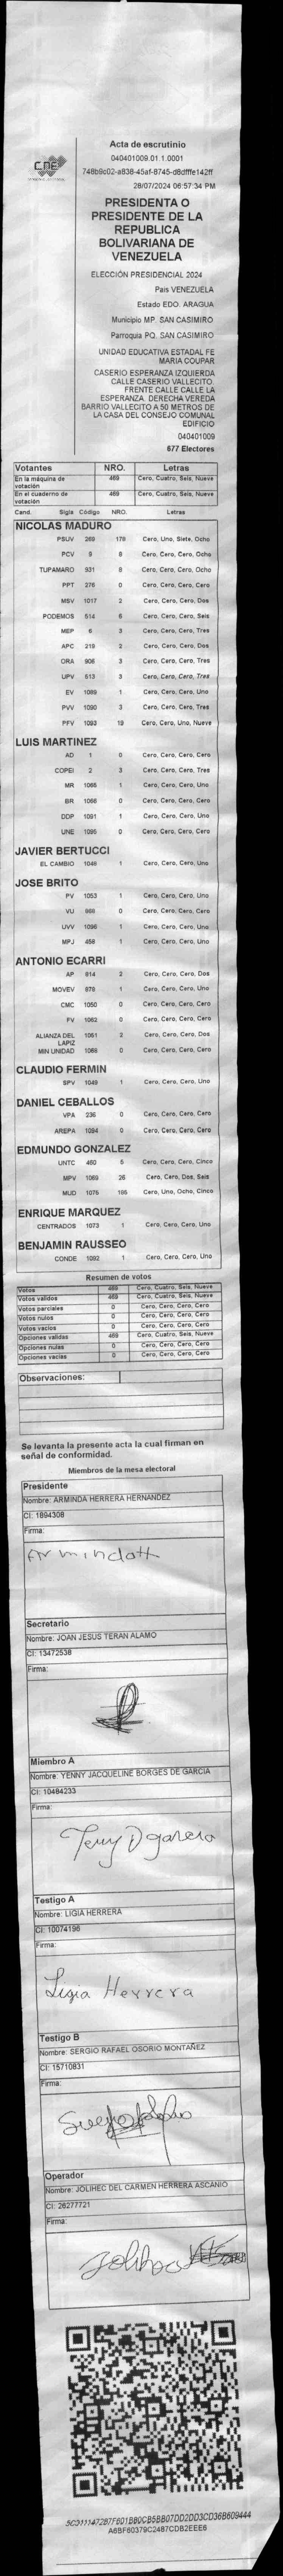 CNE
Acta de escrutinio
040401009.01.1.0001
748b9c02-a838-45af-8745-d8dfffe142ff
28/07/2024 06:57:34 PM
PRESIDENTA O
PRESIDENTE DE LA
REPUBLICA
BOLIVARIANA DE
VENEZUELA
ELECCIÓN PRESIDENCIAL 2024
País VENEZUELA
Estado EDO. ARAGUA
Municipio MP. SAN CASIMIRO
Parroquia PQ. SAN CASIMIRO
UNIDAD EDUCATIVA ESTADAL FE
MARIA COUPAR
CASERIO ESPERANZA IZQUIERDA
CALLE CASERIO VALLECITO.
FRENTE CALLE CALLE LA
ESPERANZA. DERECHA VEREDA
BARRIO VALLECITO A 50 METROS DE
LA CASA DEL CONSEJO COMUNAL
EDIFICIO
040401009
677 Electores
Votantes NRO. Letras
En la máquina de votación 469 Cero, Cuatro, Seis, Nueve
En el cuaderno de votación 469 Cero, Cuatro, Seis, Nueve
Cand. Sigla Código NRO. Letras
NICOLAS MADURO
PSUV 269 178 Cero, Uno, Siete, Ocho
PCV 9 8 Cero, Cero, Cero, Ocho
TUPAMARO 931 8 Cero, Cero, Cero, Ocho
PPT 276 0 Cero, Cero, Cero, Cero
MSV 1017 2 Cero, Cero, Cero, Dos
PODEMOS 514 6 Cero, Cero, Cero, Seis
MEP 6 3 Cero, Cero, Cero, Tres
APC 219 2 Cero, Cero, Cero, Dos
ORA 906 3 Cero, Cero, Cero, Tres
UPV 513 3 Cero, Cero, Cero, Tres
EV 1089 1 Cero, Cero, Cero, Uno
PVV 1090 3 Cero, Cero, Cero, Tres
PFV 1093 19 Cero, Cero, Uno, Nueve
LUIS MARTINEZ
AD 1 0 Cero, Cero, Cero, Cero
COPEI 2 3 Cero, Cero, Cero, Tres
MR 1065 1 Cero, Cero, Cero, Uno
BR 1066 0 Cero, Cero, Cero, Cero
DDP 1091 1 Cero, Cero, Cero, Uno
UNE 1095 0 Cero, Cero, Cero, Cero
JAVIER BERTUCCI
EL CAMBIO 1048 1 Cero, Cero, Cero, Uno
JOSE BRITO
PV 1053 1 Cero, Cero, Cero, Uno
VU 968 0 Cero, Cero, Cero, Cero
UVV 1096 1 Cero, Cero, Cero, Uno
MPJ 458 1 Cero, Cero, Cero, Uno
ANTONIO ECARRI
AP 814 2 Cero, Cero, Cero, Dos
MOVEV 979 1 Cero, Cero, Cero, Uno
CMC 1050 0 Cero, Cero, Cero, Cero
FV 1062 0 Cero, Cero, Cero, Cero
ALIANZA DEL LAPIZ 1061 2 Cero, Cero, Cero, Dos
MIN UNIDAD 1088 0 Cero, Cero, Cero, Cero
CLAUDIO FERMIN
SPV 1049 1 Cero, Cero, Cero, Uno
DANIEL CEBALLOS
VPA 236 0 Cero, Cero, Cero, Cero
AREPA 1094 0 Cero, Cero, Cero, Cero
EDMUNDO GONZALEZ
UNTC 460 5 Cero, Cero, Cero, Cinco
MPV 1069 26 Cero, Cero, Dos, Seis
MUD 1075 185 Cero, Uno, Ocho, Cinco
ENRIQUE MARQUEZ
CENTRADOS 1073 1 Cero, Cero, Cero, Uno
BENJAMIN RAUSSEO
CONDE 1092 1 Cero, Cero, Cero, Uno
Resumen de votos
Votos 469 Cero, Cuatro, Seis, Nueve
Votos validos 469 Cero, Cuatro, Seis, Nueve
Votos parciales 0 Cero, Cero, Cero, Cero
Votos nulos 0 Cero, Cero, Cero, Cero
Votos vacios 0 Cero, Cero, Cero, Cero
Opciones validas 469 Cero, Cuatro, Seis, Nueve
Opciones nulas 0 Cero, Cero, Cero, Cero
Opciones vacias 0 Cero, Cero, Cero, Cero
Observaciones:
Se levanta la presente acta la cual firman en
señal de conformidad.
Miembros de la mesa electoral
Presidente
Nombre: ARMINDA HERRERA HERNANDEZ
CI: 1894308
Firma:
Secretario
Nombre: JOAN JESUS TERAN ALAMO
CI: 13472538
Firma:
Miembro A
Nombre: YENNY JACQUELINE BORGES DE GARCIA
CI: 10484233
Firma:
Testigo A
Nombre: LIGIA HERRERA
CI: 10074196
Firma:
Ligia Herrera
Testigo B
Nombre: SERGIO RAFAEL OSORIO MONTAÑEZ
CI: 15710831
Firma:
Operador
Nombre: JOLIHEC DEL CARMEN HERRERA ASCANIO
CI: 26277721
Firma:
A6BF60379C2487CDB2EEE6